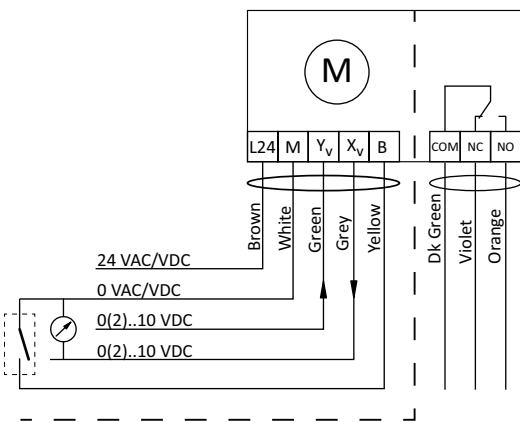 M
L24 M Yv Xv B COM NC NO
Brown
White
Green
Grey
Yellow
Dk Green
Violet
Orange
24 VAC/VDC
0 VAC/VDC
0(2)..10 VDC
0(2)..10 VDC